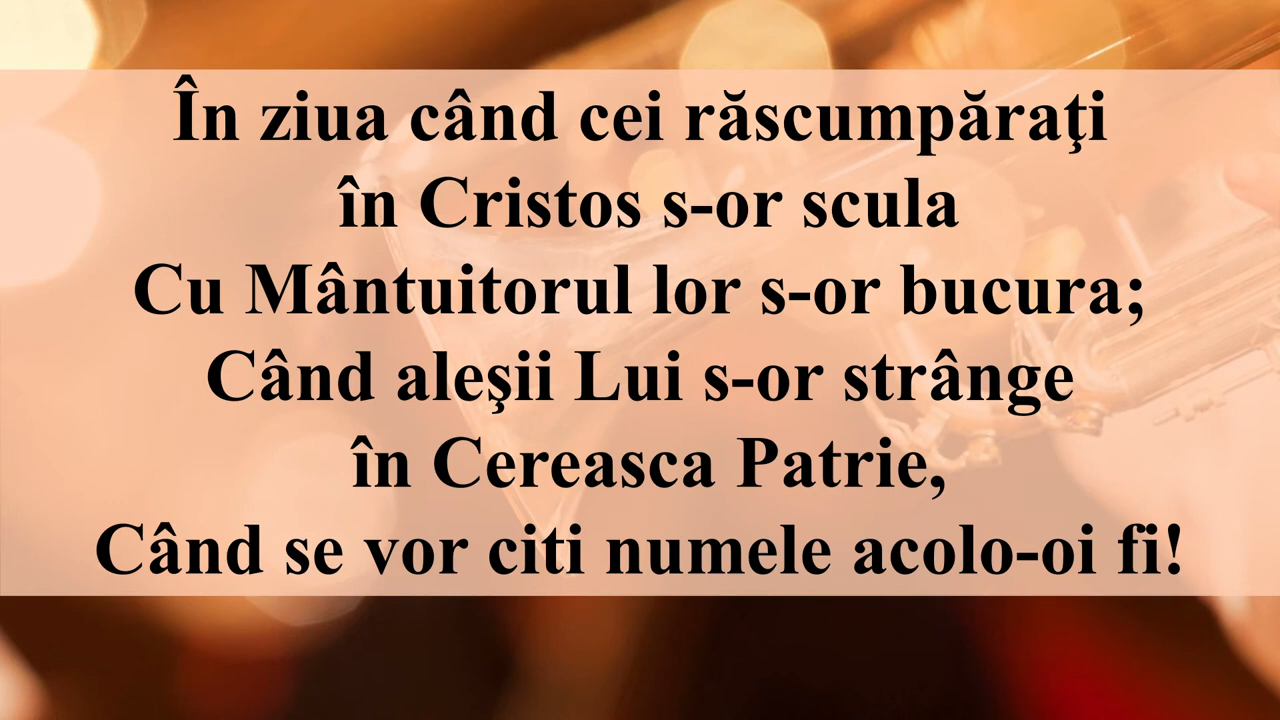 În ziua când cei răscumpăraţi
în Cristos s-or scula
Cu Mântuitorul lor s-or bucura;
Când aleşii Lui s-or strânge
în Cereasca Patrie,
Când se vor citi numele acolo-oi fi!